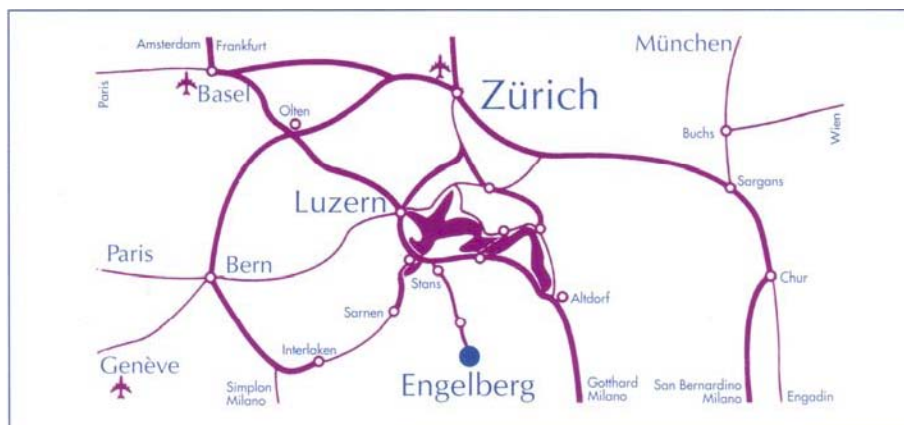 Amsterdam Frankfurt
München
Paris
Basel
Zürich
Olten
Buchs
Wien
Sargans
Luzern
Paris
Bern
Stans
Chur
Altdorf
Sarnen
Interlaken
Genève
Engelberg
Simplon
Milano
Gotthard
Milano
San Bernardino
Milano
Engadin